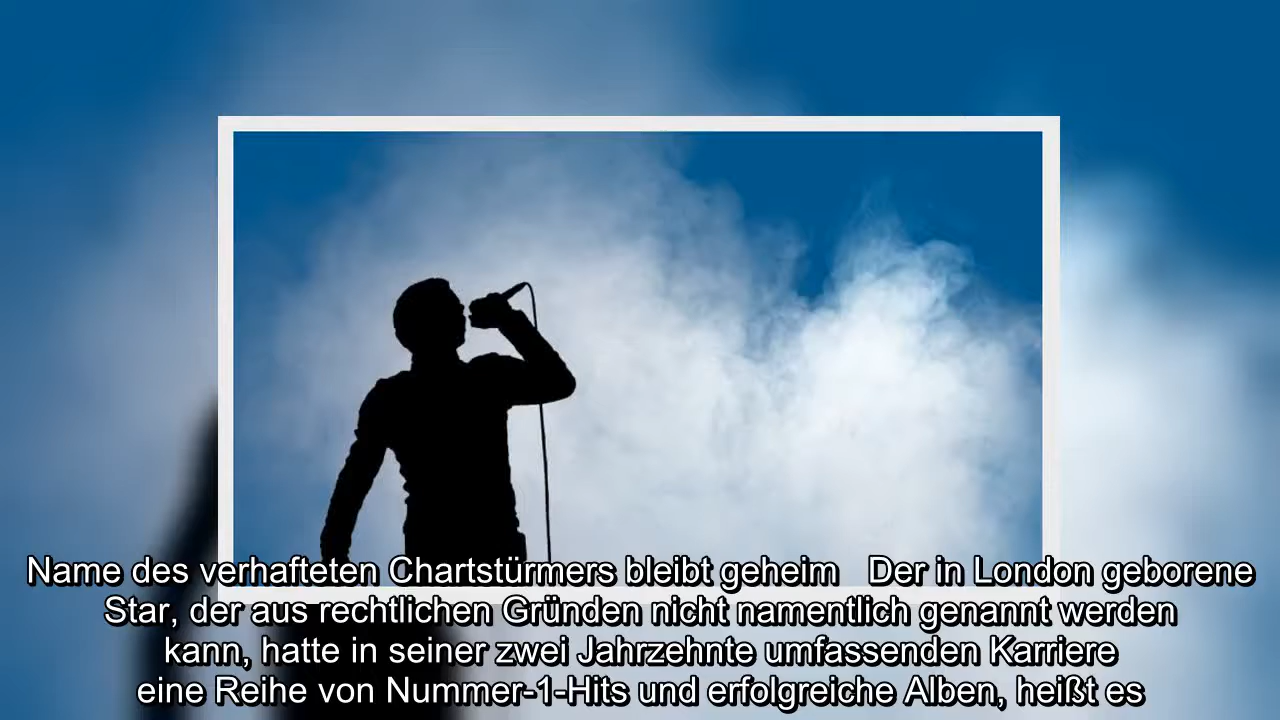 Name des verhafteten Chartstürmers bleibt geheim   Der in London geborene
Star, der aus rechtlichen Gründen nicht namentlich genannt werden
kann, hatte in seiner zwei Jahrzehnte umfassenden Karriere
eine Reihe von Nummer-1-Hits und erfolgreiche Alben, heißt es